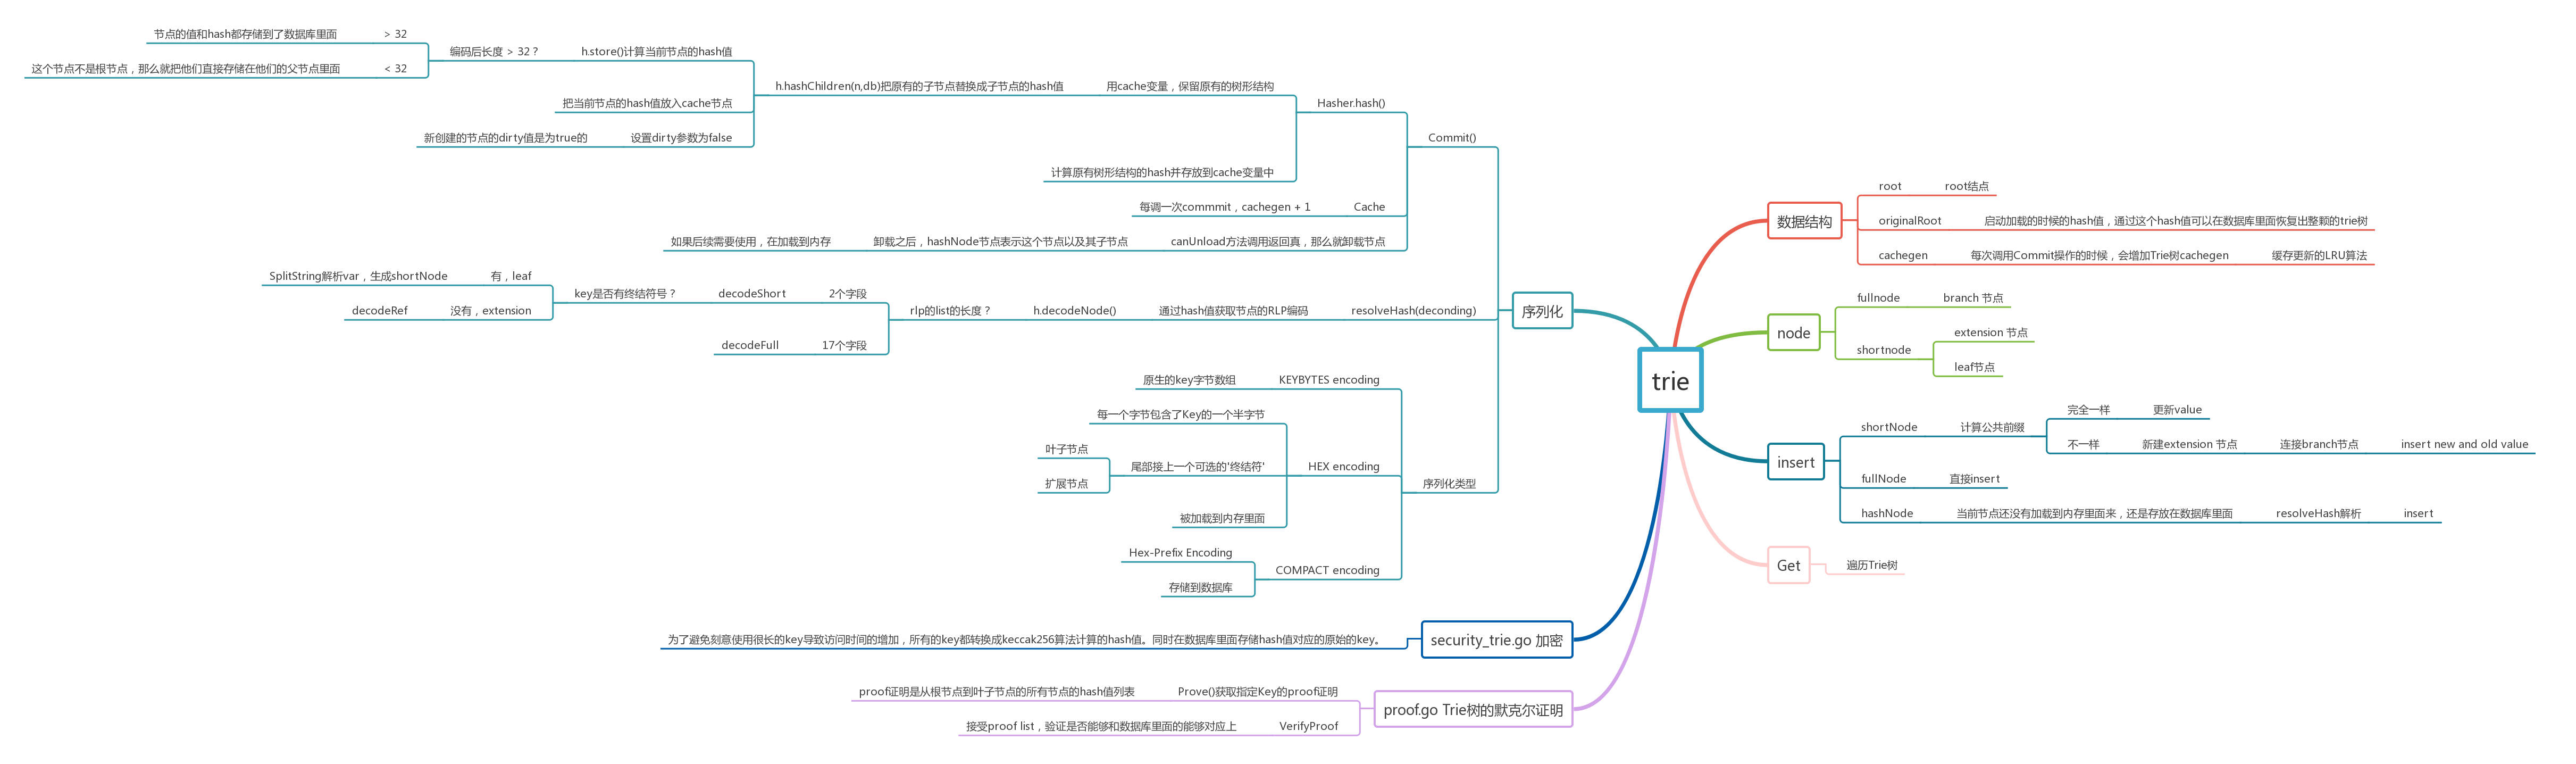 trie
数据结构
root
root结点
originalRoot
启动加载的时候的hash值，通过这个hash值可以在数据库里面恢复出整颗的trie树
cachegen
每次调用Commit操作的时候，会增加Trie树cachegen
缓存更新的LRU算法
node
fullnode
branch 节点
shortnode
extension 节点
leaf节点
insert
shortNode
计算公共前缀
完全一样
更新value
不一样
新建extension 节点
连接branch节点
insert new and old value
fullNode
直接insert
hashNode
当前节点还没有加载到内存里面来，还是存放在数据库里面
resolveHash解析
insert
Get
遍历Trie树
序列化
Commit()
Hasher.hash()
用cache变量，保留原有的树形结构
h.hashChildren(n,db)把原有的子节点替换成子节点的hash值
h.store()计算当前节点的hash值
编码后长度 > 32？
> 32
节点的值和hash都存储到了数据库里面
< 32
这个节点不是根节点，那么就把他们直接存储在他们的父节点里面
把当前节点的hash值放入cache节点
设置dirty参数为false
新创建的节点的dirty值是为true的
计算原有树形结构的hash并存放到cache变量中
Cache
每调一次commmit，cachegen + 1
canUnload方法调用返回真，那么就卸载节点
卸载之后，hashNode节点表示这个节点以及其子节点
如果后续需要使用，在加载到内存
resolveHash(deconding)
通过hash值获取节点的RLP编码
h.decodeNode()
rlp的list的长度？
2个字段
decodeShort
key是否有终结符号？
有，leaf
SplitString解析var，生成shortNode
没有，extension
decodeRef
17个字段
decodeFull
序列化类型
KEYBYTES encoding
原生的key字节数组
HEX encoding
每一个字节包含了Key的一个半字节
尾部接上一个可选的'终结符'
叶子节点
扩展节点
被加载到内存里面
COMPACT encoding
Hex-Prefix Encoding
存储到数据库
security_trie.go 加密
为了避免刻意使用很长的key导致访问时间的增加，所有的key都转换成keccak256算法计算的hash值。同时在数据库里面存储hash值对应的原始的key。
proof.go Trie树的默克尔证明
Prove()获取指定Key的proof证明
proof证明是从根节点到叶子节点的所有节点的hash值列表
VerifyProof
接受proof list，验证是否能够和数据库里面的能够对应上